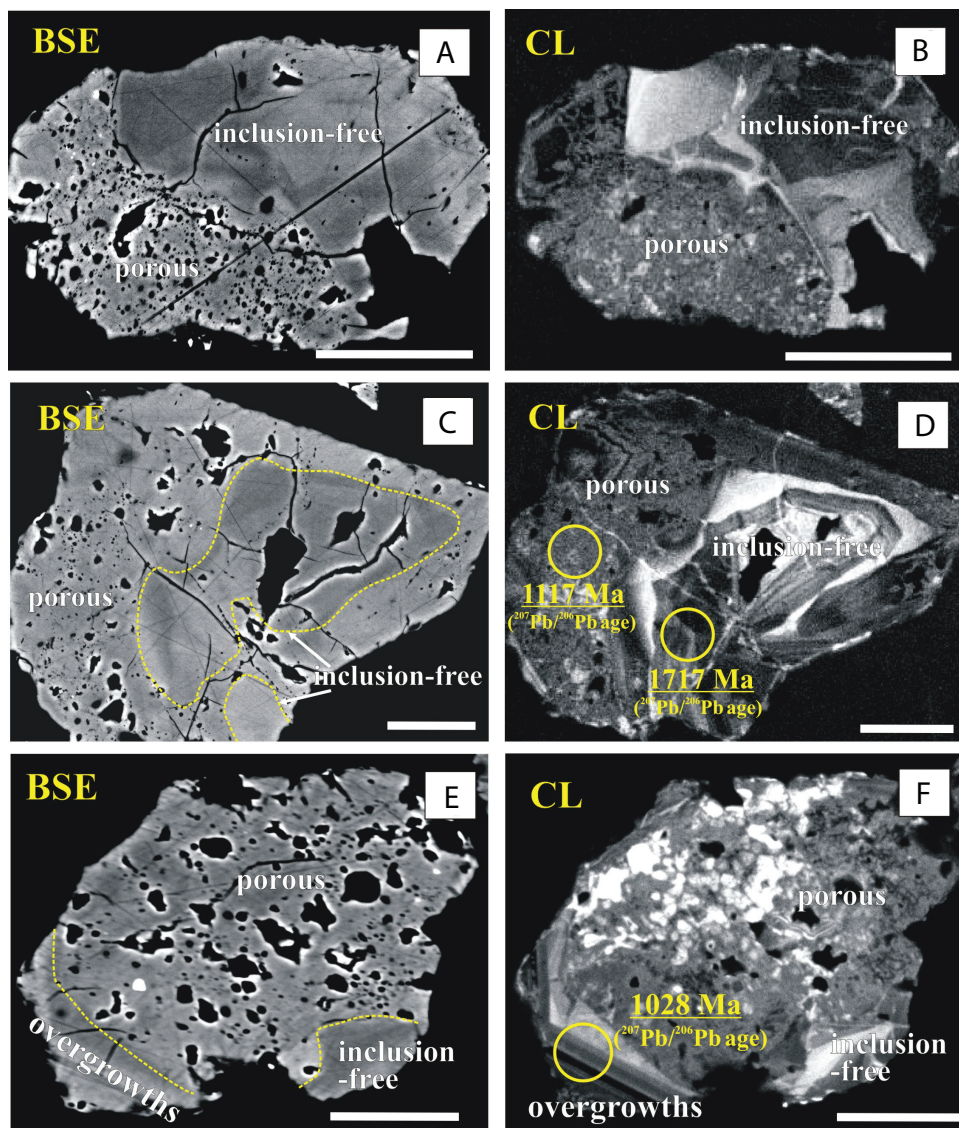 BSE
A
inclusion-free
porous
CL
B
inclusion-free
porous
BSE
C
porous
inclusion-free
CL
D
porous
inclusion-free
1117 Ma
(²⁰⁷Pb/²⁰⁶Pb age)
1717 Ma
(²⁰⁷Pb/²⁰⁶Pb age)
BSE
E
porous
overgrowths
inclusion
-free
CL
F
porous
1028 Ma
(²⁰⁷Pb/²⁰⁶Pb age)
inclusion
-free
overgrowths